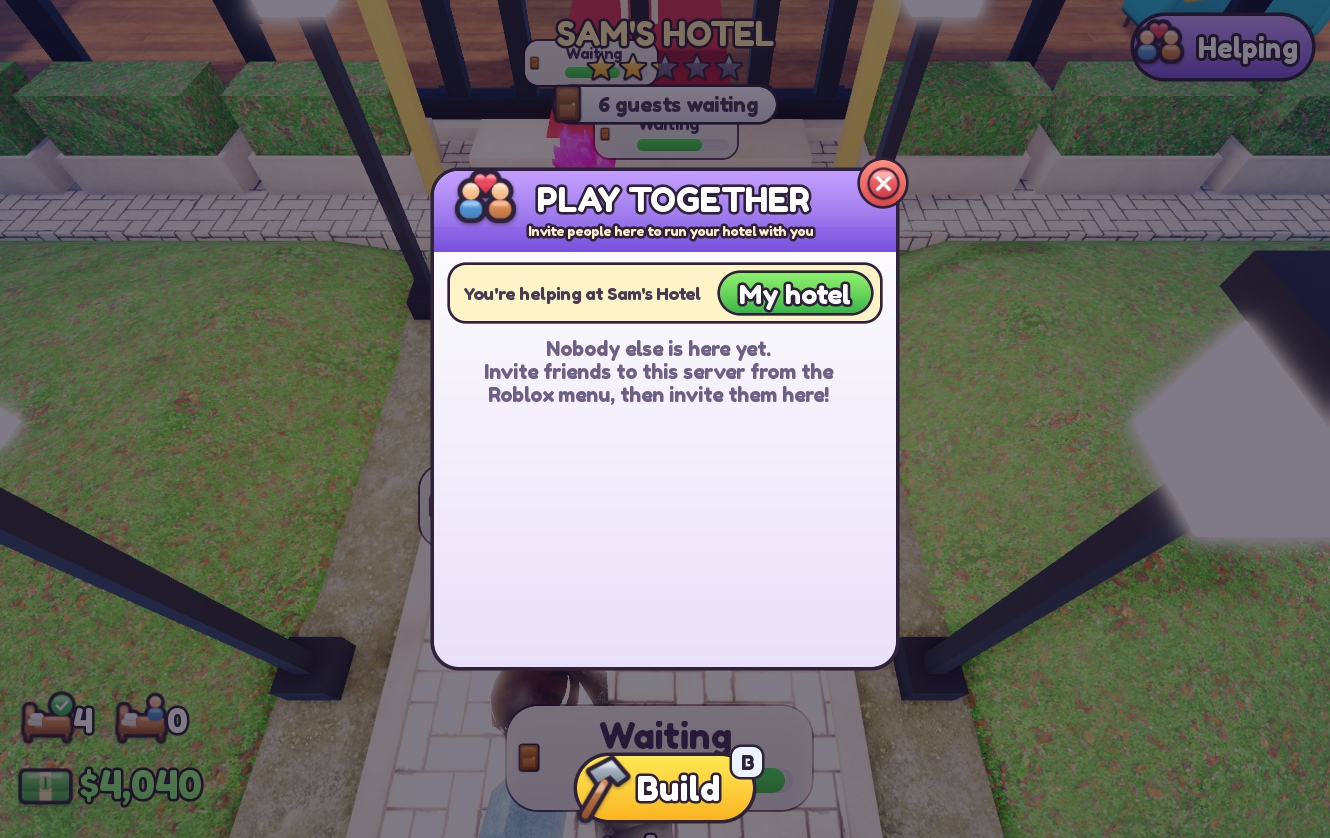 SAM'S HOTEL
Waiting
6 guests waiting
Waiting
Helping
PLAY TOGETHER
Invite people here to run your hotel with you
You're helping at Sam's Hotel
My hotel
Nobody else is here yet.
Invite friends to this server from the
Roblox menu, then invite them here!
4
0
$4,040
Waiting
B
Build